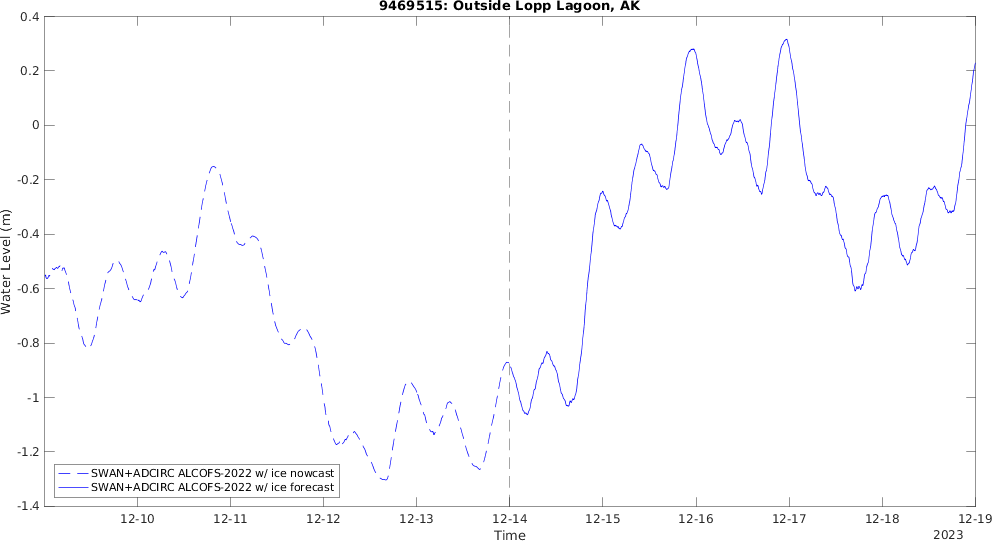 9469515: Outside Lopp Lagoon, AK
Water Level (m)
0.4
0.2
0
-0.2
-0.4
-0.6
-0.8
-1
-1.2
-1.4
SWAN+ADCIRC ALCOFS-2022 w/ ice nowcast
SWAN+ADCIRC ALCOFS-2022 w/ ice forecast
12-10 12-11 12-12 12-13 12-14 12-15 12-16 12-17 12-18 12-19
Time
2023